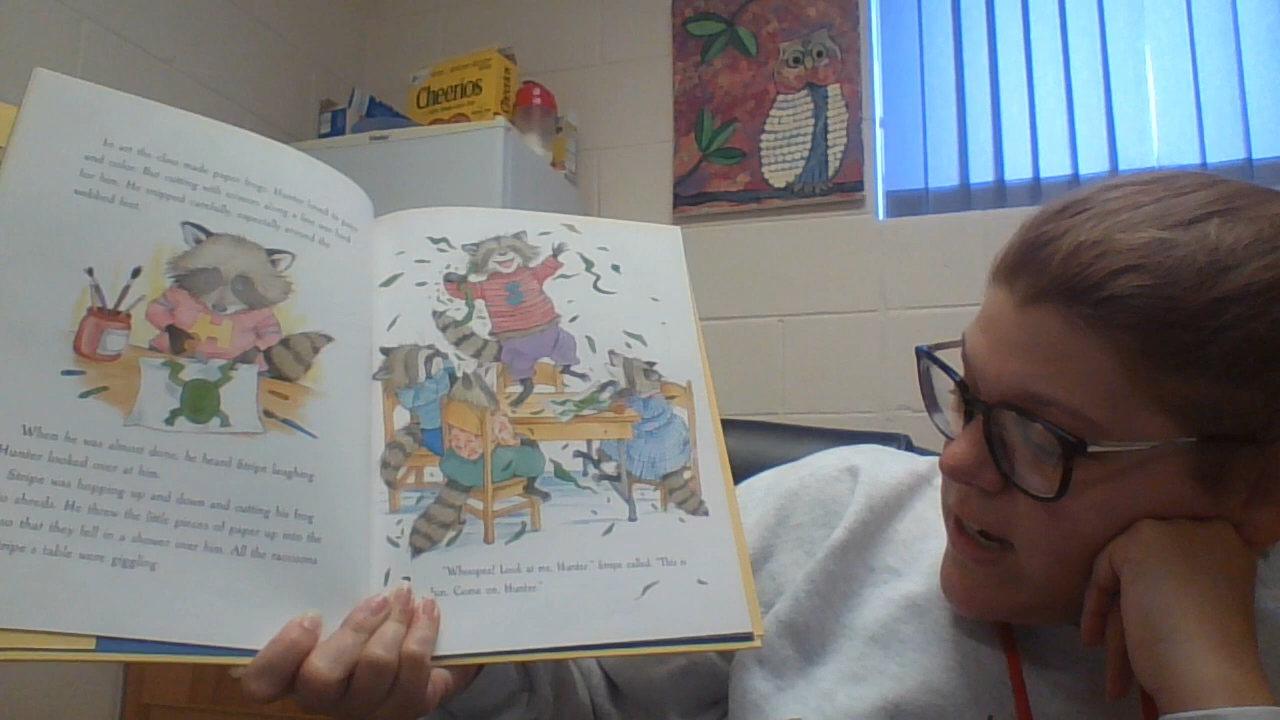 In art the class made paper frogs. Hunter loved to paste
and color. But cutting with scissors along a line was hard
for him. He snipped carefully, especially around the
webbed feet.
When he was almost done, he heard Stripe laughing
Hunter looked over at him.
Stripe was hopping up and down and cutting his frog
to shreds. He threw the little pieces of paper up into the
so that they fell in a shower over him. All the raccoons
Stripe's table were giggling
"Whoopee! Look at me, Hunter," Stripe called. "This is
fun. Come on, Hunter."
Cheerios
Cheerios
S